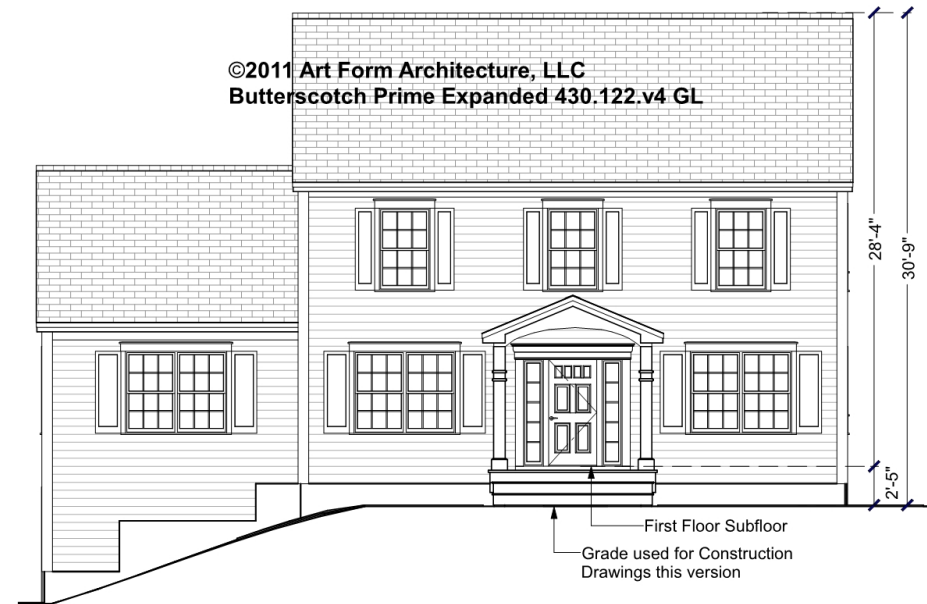 ©2011 Art Form Architecture, LLC
Butterscotch Prime Expanded 430.122.v4 GL
28'-4"
30'-9"
2'-5"
First Floor Subfloor
Grade used for Construction
Drawings this version